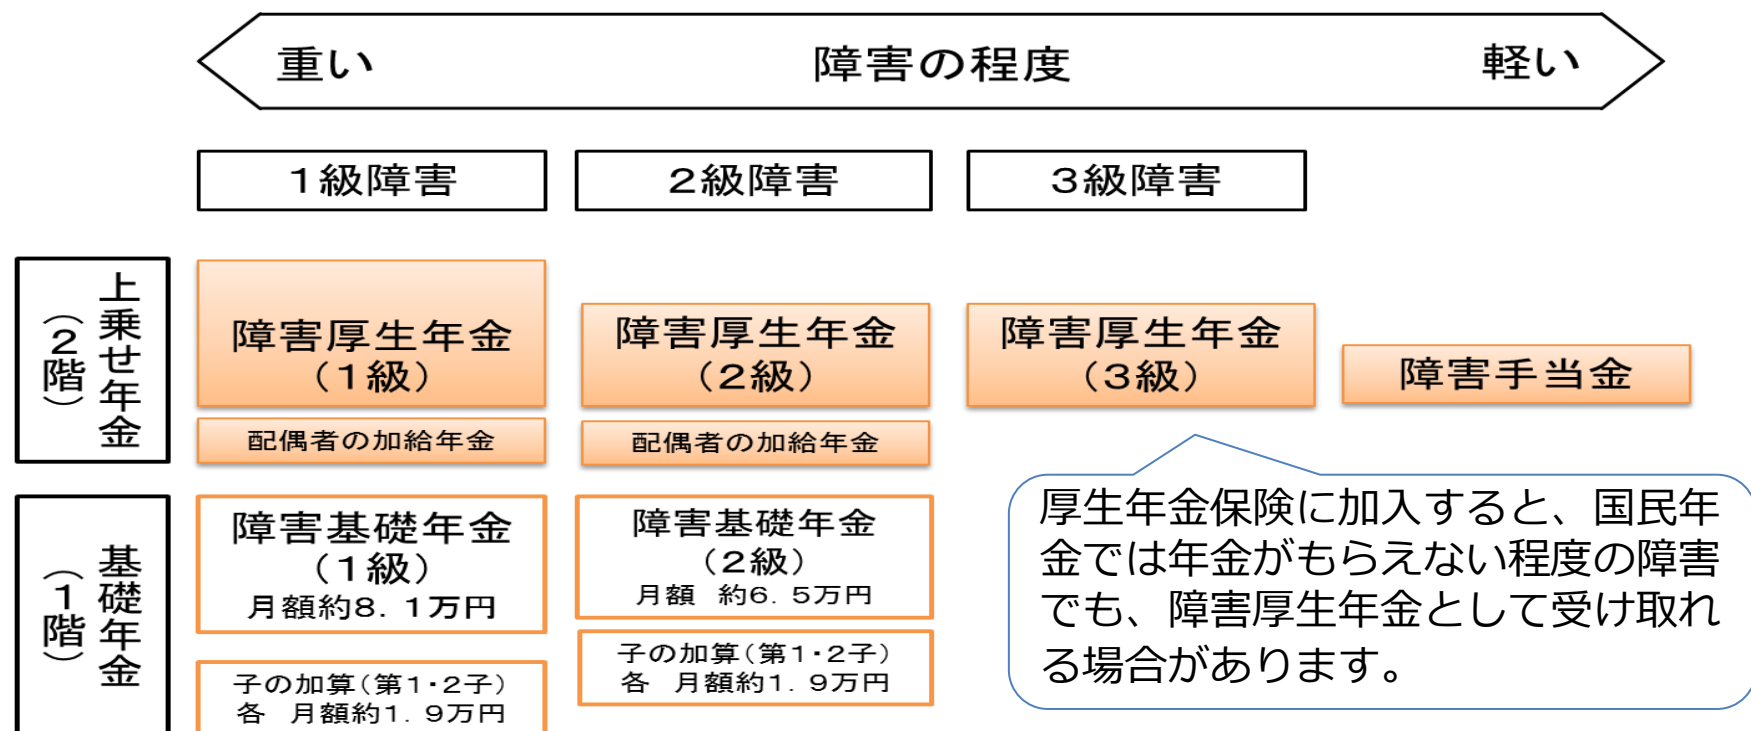 重い 障害の程度 軽い
1級障害 2級障害 3級障害
上乗せ年金
（2階）
障害厚生年金
（1級）
配偶者の加給年金
障害厚生年金
（2級）
配偶者の加給年金
障害厚生年金
（3級）
障害手当金
基礎年金
（1階）
障害基礎年金
（1級）
月額約8．1万円
子の加算（第1・2子）
各 月額約1．9万円
障害基礎年金
（2級）
月額 約6．5万円
子の加算（第1・2子）
各 月額約1．9万円
厚生年金保険に加入すると、国民年
金では年金がもらえない程度の障害
でも、障害厚生年金として受け取れ
る場合があります。